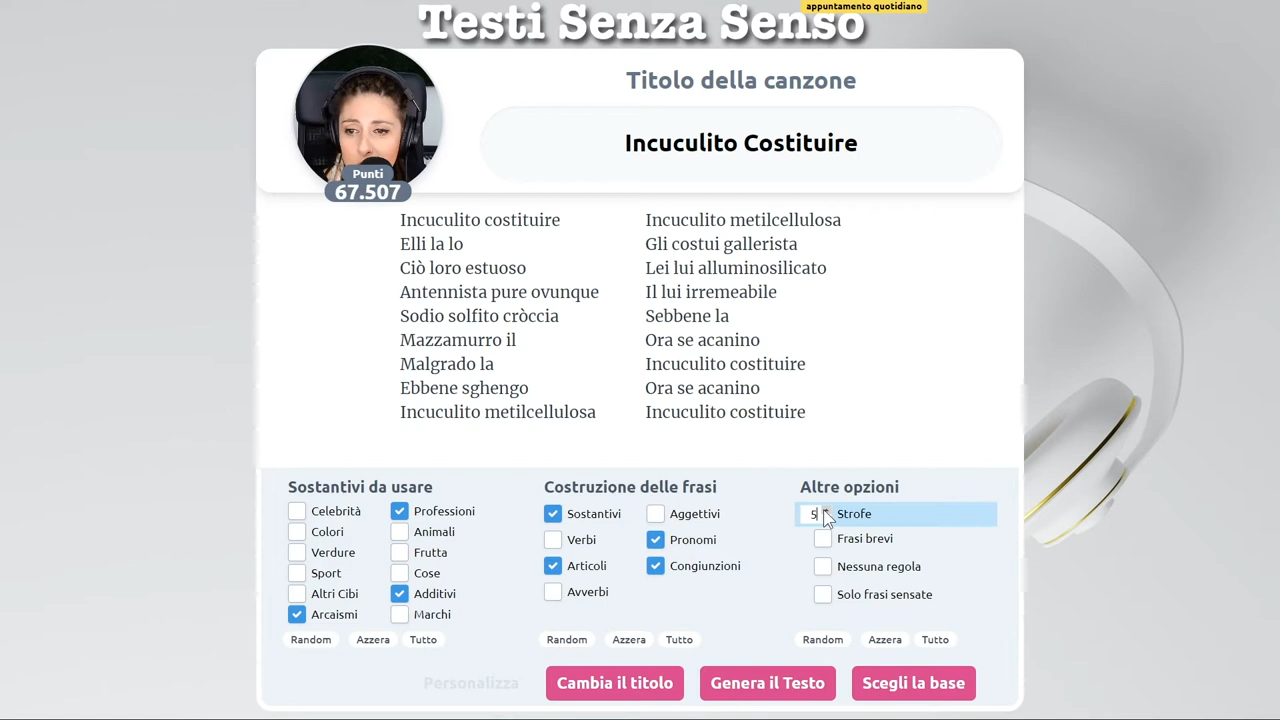 appuntamento quotidiano
Testi Senza Senso
Titolo della canzone
Incuculito Costituire
Punti
67.507
Incuculito costituire
Elli la lo
Ciò loro estuoso
Antennista pure ovunque
Sodio solfito cròccia
Mazzamurro il
Malgrado la
Ebbene sghengo
Incuculito metilcellulosa
Incuculito metilcellulosa
Gli costui gallerista
Lei lui alluminosilicato
Il lui irremeabile
Sebbene la
Ora se acanino
Incuculito costituire
Ora se acanino
Incuculito costituire
Sostantivi da usare
Celebrità
Professioni
Colori
Animali
Verdure
Frutta
Sport
Cose
Altri Cibi
Additivi
Arcaismi
Marchi
Random
Azzera
Tutto
Costruzione delle frasi
Sostantivi
Aggettivi
Verbi
Pronomi
Articoli
Congiunzioni
Avverbi
Random
Azzera
Tutto
Altre opzioni
5 Strofe
Frasi brevi
Nessuna regola
Solo frasi sensate
Random
Azzera
Tutto
Personalizza
Cambia il titolo
Genera il Testo
Scegli la base